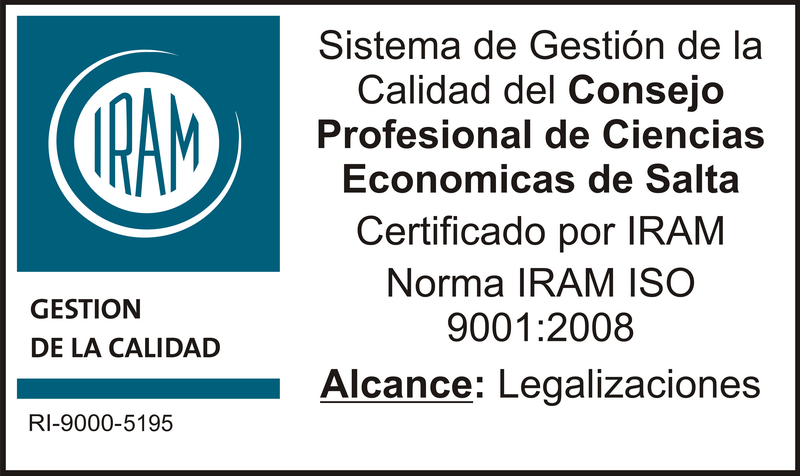 IRAM
GESTION
DE LA CALIDAD
RI-9000-5195
Sistema de Gestión de la
Calidad del Consejo
Profesional de Ciencias
Economicas de Salta
Certificado por IRAM
Norma IRAM ISO
9001:2008
Alcance: Legalizaciones